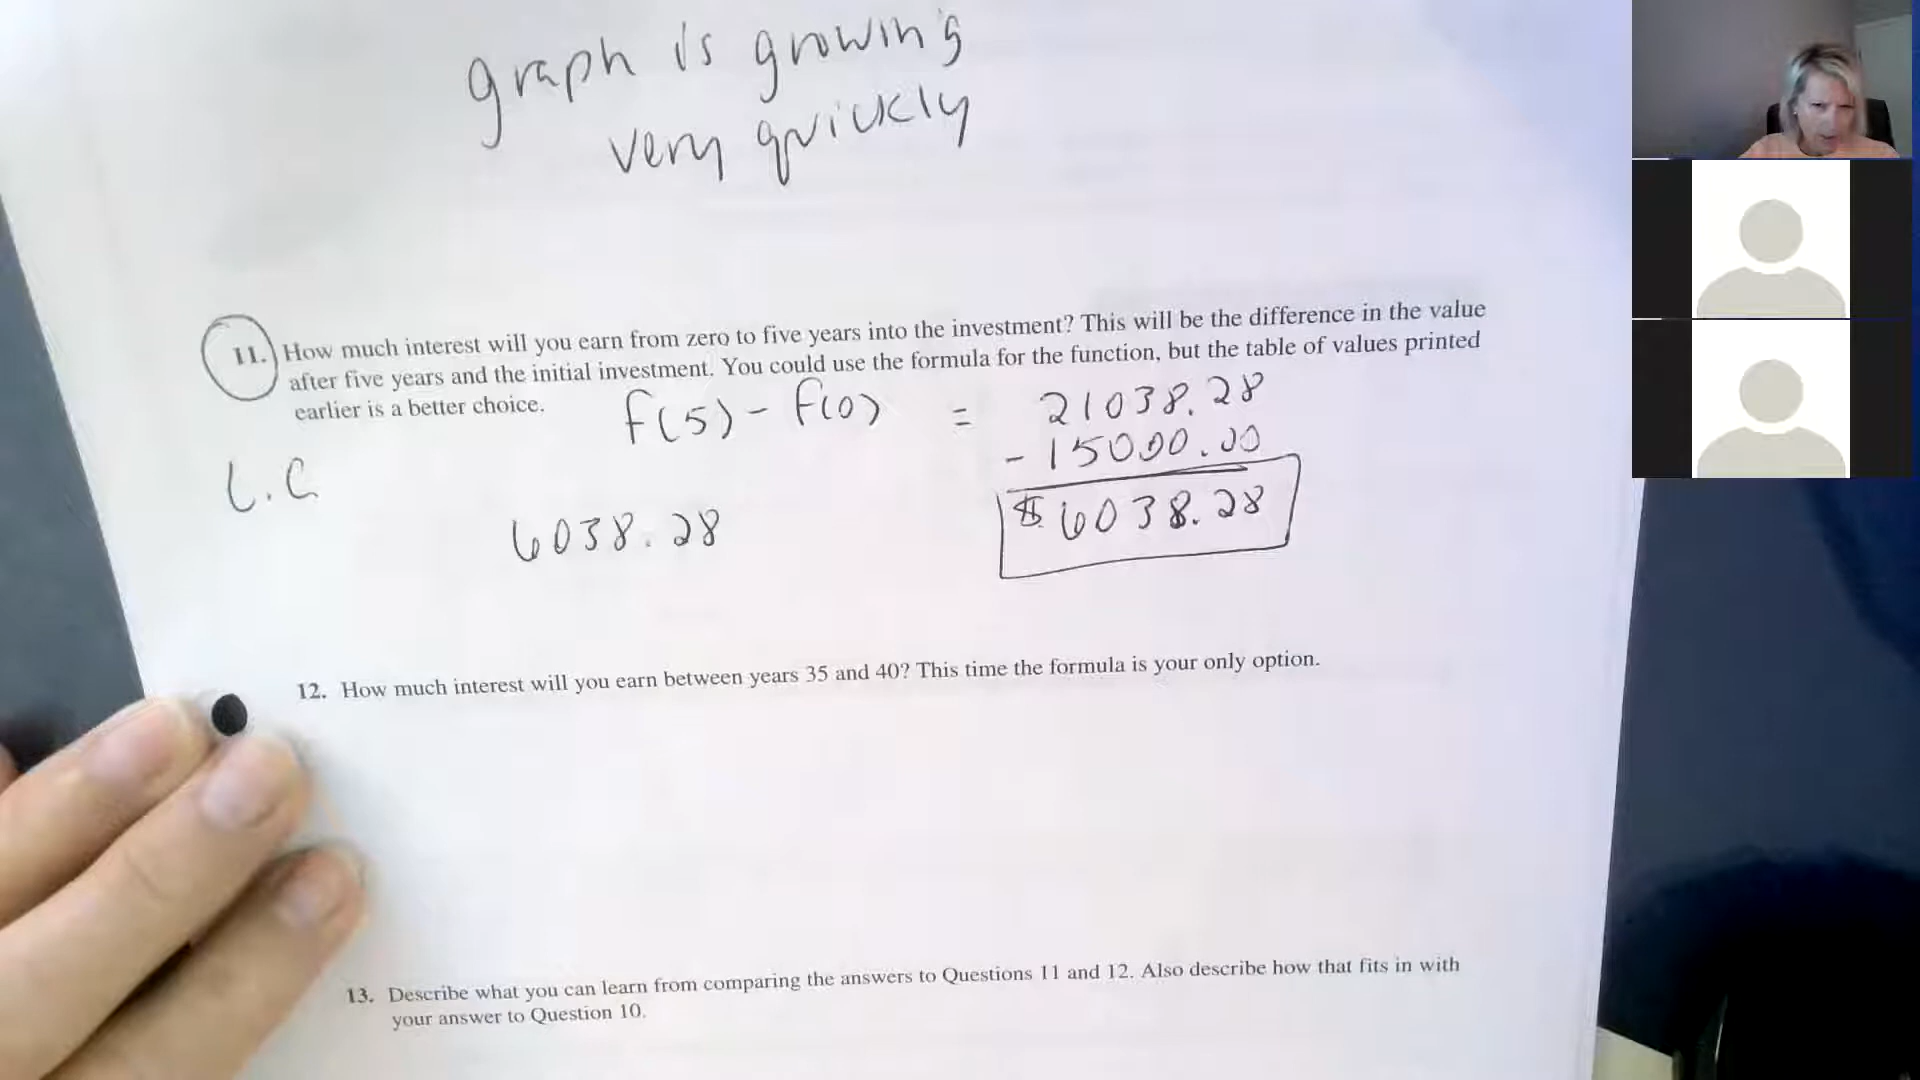 graph is growing
very quickly
11. How much interest will you earn from zero to five years into the investment? This will be the difference in the value
after five years and the initial investment. You could use the formula for the function, but the table of values printed
earlier is a better choice.
f(5) - f(0) = 21038.28
- 15000.00
$6038.28
6038.28
12. How much interest will you earn between years 35 and 40? This time the formula is your only option.
13. Describe what you can learn from comparing the answers to Questions 11 and 12. Also describe how that fits in with
your answer to Question 10.